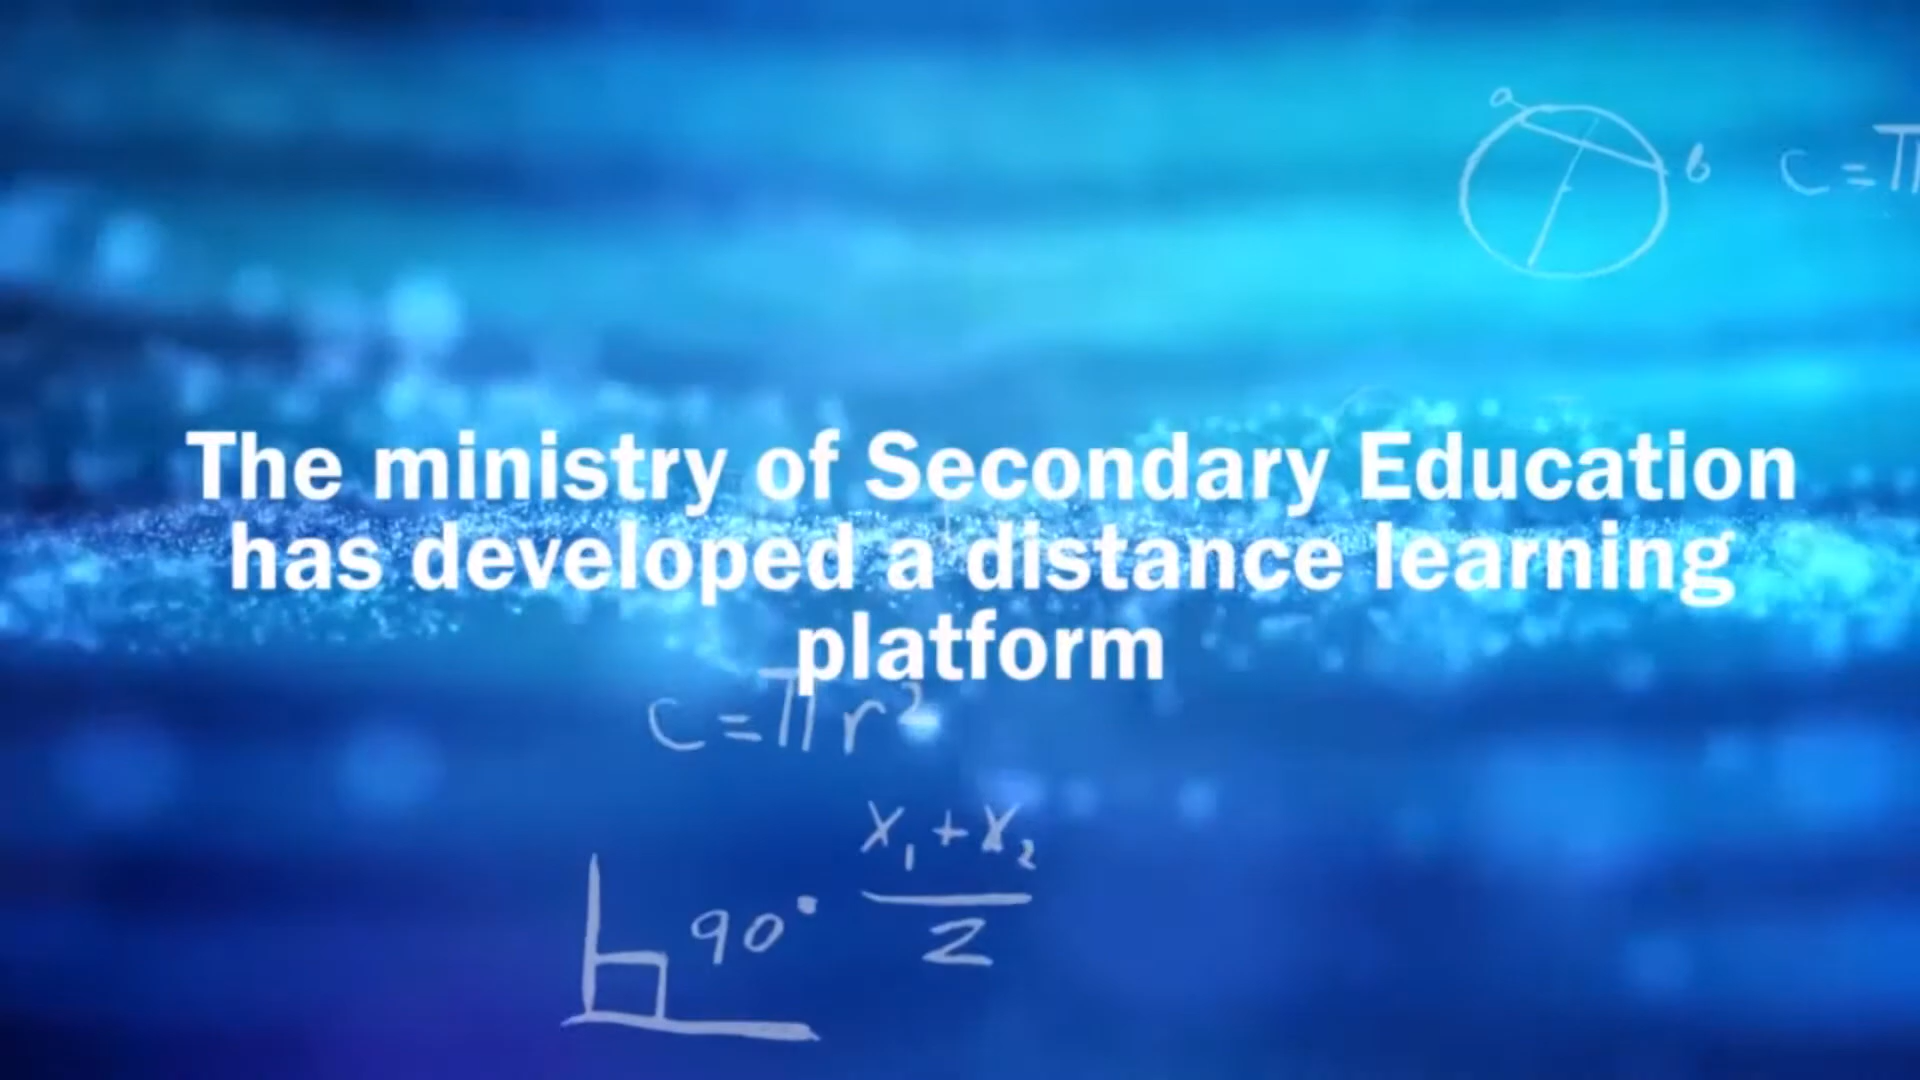 a
b
C=π
The ministry of Secondary Education
has developed a distance learning
platform
C=πr²
X₁+X₂
2
90°